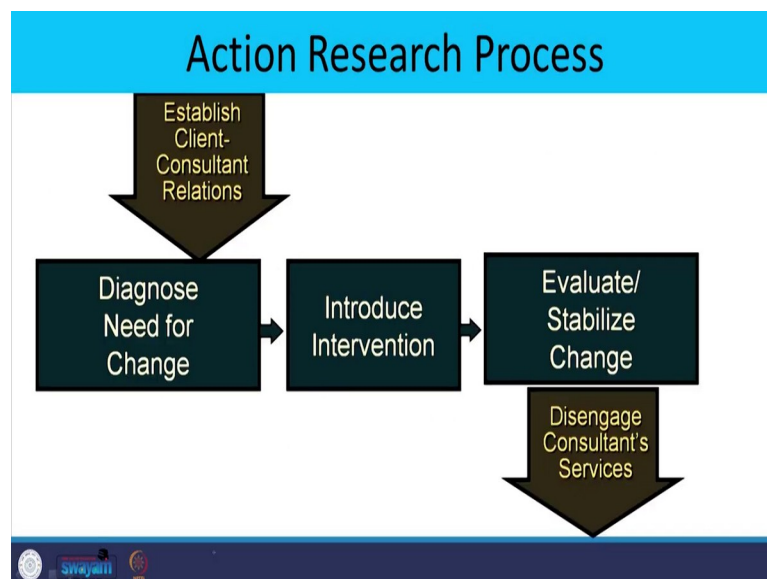 Action Research Process
Establish
Client-
Consultant
Relations
Diagnose
Need for
Change
Introduce
Intervention
Evaluate/
Stabilize
Change
Disengage
Consultant's
Services
swayam